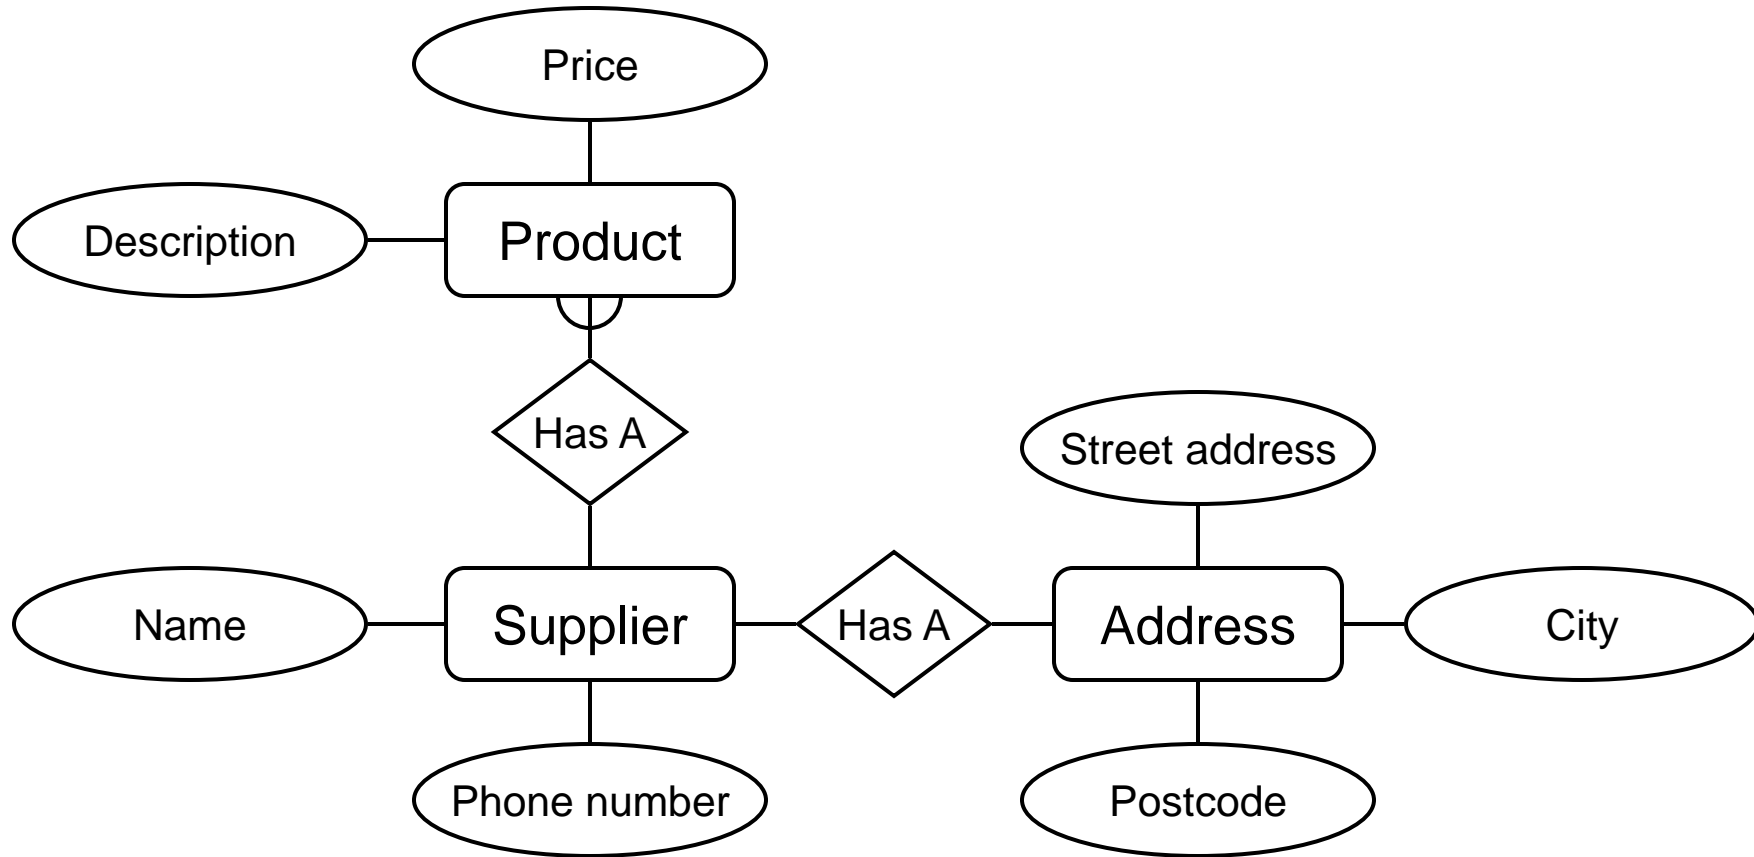 Price
Description
Product
Has A
Street address
Name
Supplier
Has A
Address
City
Phone number
Postcode